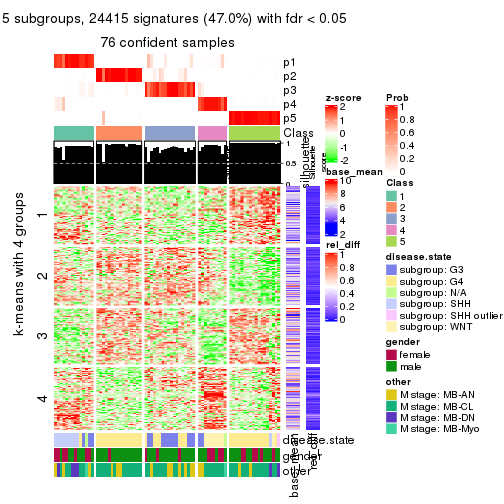 5 subgroups, 24415 signatures (47.0%) with fdr < 0.05
76 confident samples
p1
p2
p3
p4
p5
Class
1
0.5
0
silhouette
k-means with 4 groups
1
2
3
4
disease.state
gender
other
base_mean
rel_diff
z-score
2
1
0
-1
-2
Silhouette
score
base_mean
10
8
6
4
2
rel_diff
1
0.8
0.6
0.4
0.2
0
Prob
1
0.8
0.6
0.4
0.2
0
Class
1
2
3
4
5
disease.state
subgroup: G3
subgroup: G4
subgroup: N/A
subgroup: SHH
subgroup: SHH outlier
subgroup: WNT
gender
female
male
other
M stage: MB-AN
M stage: MB-CL
M stage: MB-DN
M stage: MB-Myo